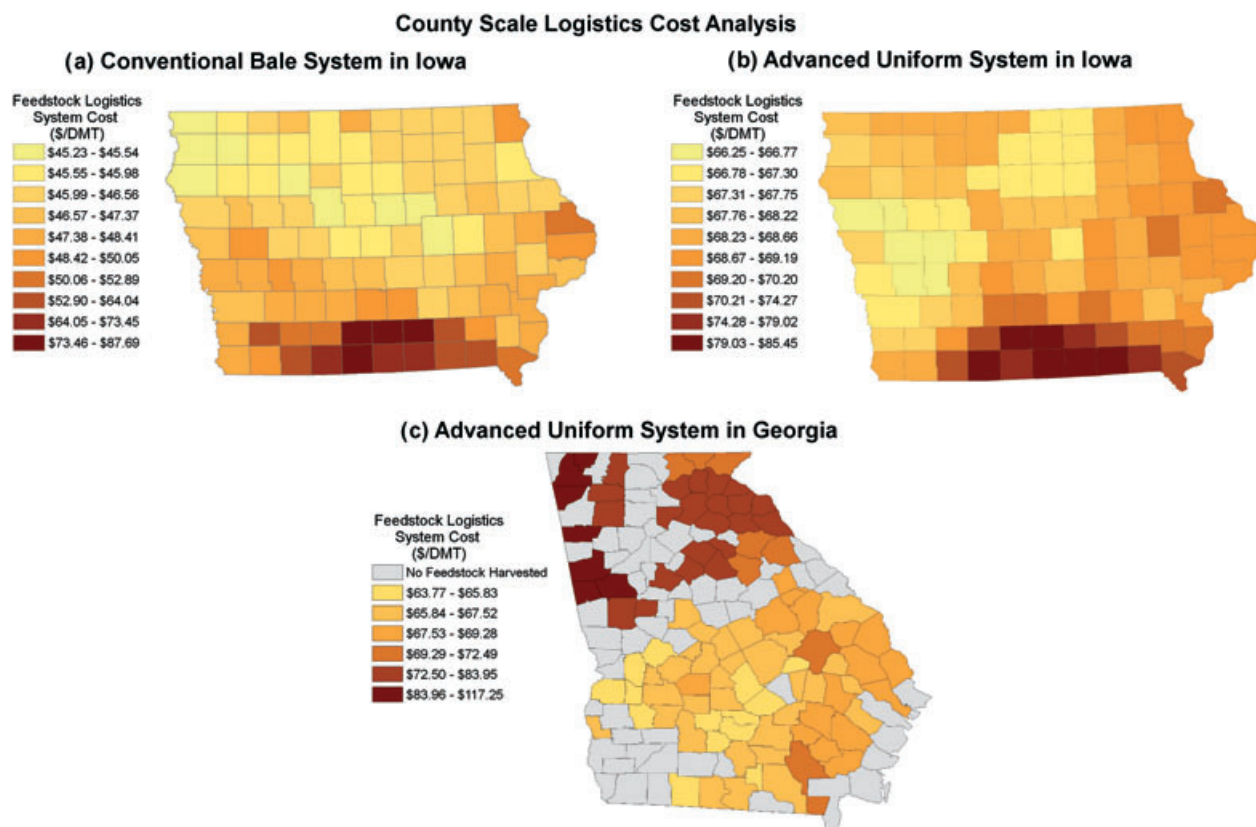 County Scale Logistics Cost Analysis
(a) Conventional Bale System in Iowa
Feedstock Logistics
System Cost
($/DMT)
$45.23 - $45.54
$45.55 - $45.98
$45.99 - $46.56
$46.57 - $47.37
$47.38 - $48.41
$48.42 - $50.05
$50.06 - $52.89
$52.90 - $64.04
$64.05 - $73.45
$73.46 - $87.69
(b) Advanced Uniform System in Iowa
Feedstock Logistics
System Cost
($/DMT)
$66.25 - $66.77
$66.78 - $67.30
$67.31 - $67.75
$67.76 - $68.22
$68.23 - $68.66
$68.67 - $69.19
$69.20 - $70.20
$70.21 - $74.27
$74.28 - $79.02
$79.03 - $85.45
(c) Advanced Uniform System in Georgia
Feedstock Logistics
System Cost
($/DMT)
No Feedstock Harvested
$63.77 - $65.83
$65.84 - $67.52
$67.53 - $69.28
$69.29 - $72.49
$72.50 - $83.95
$83.96 - $117.25